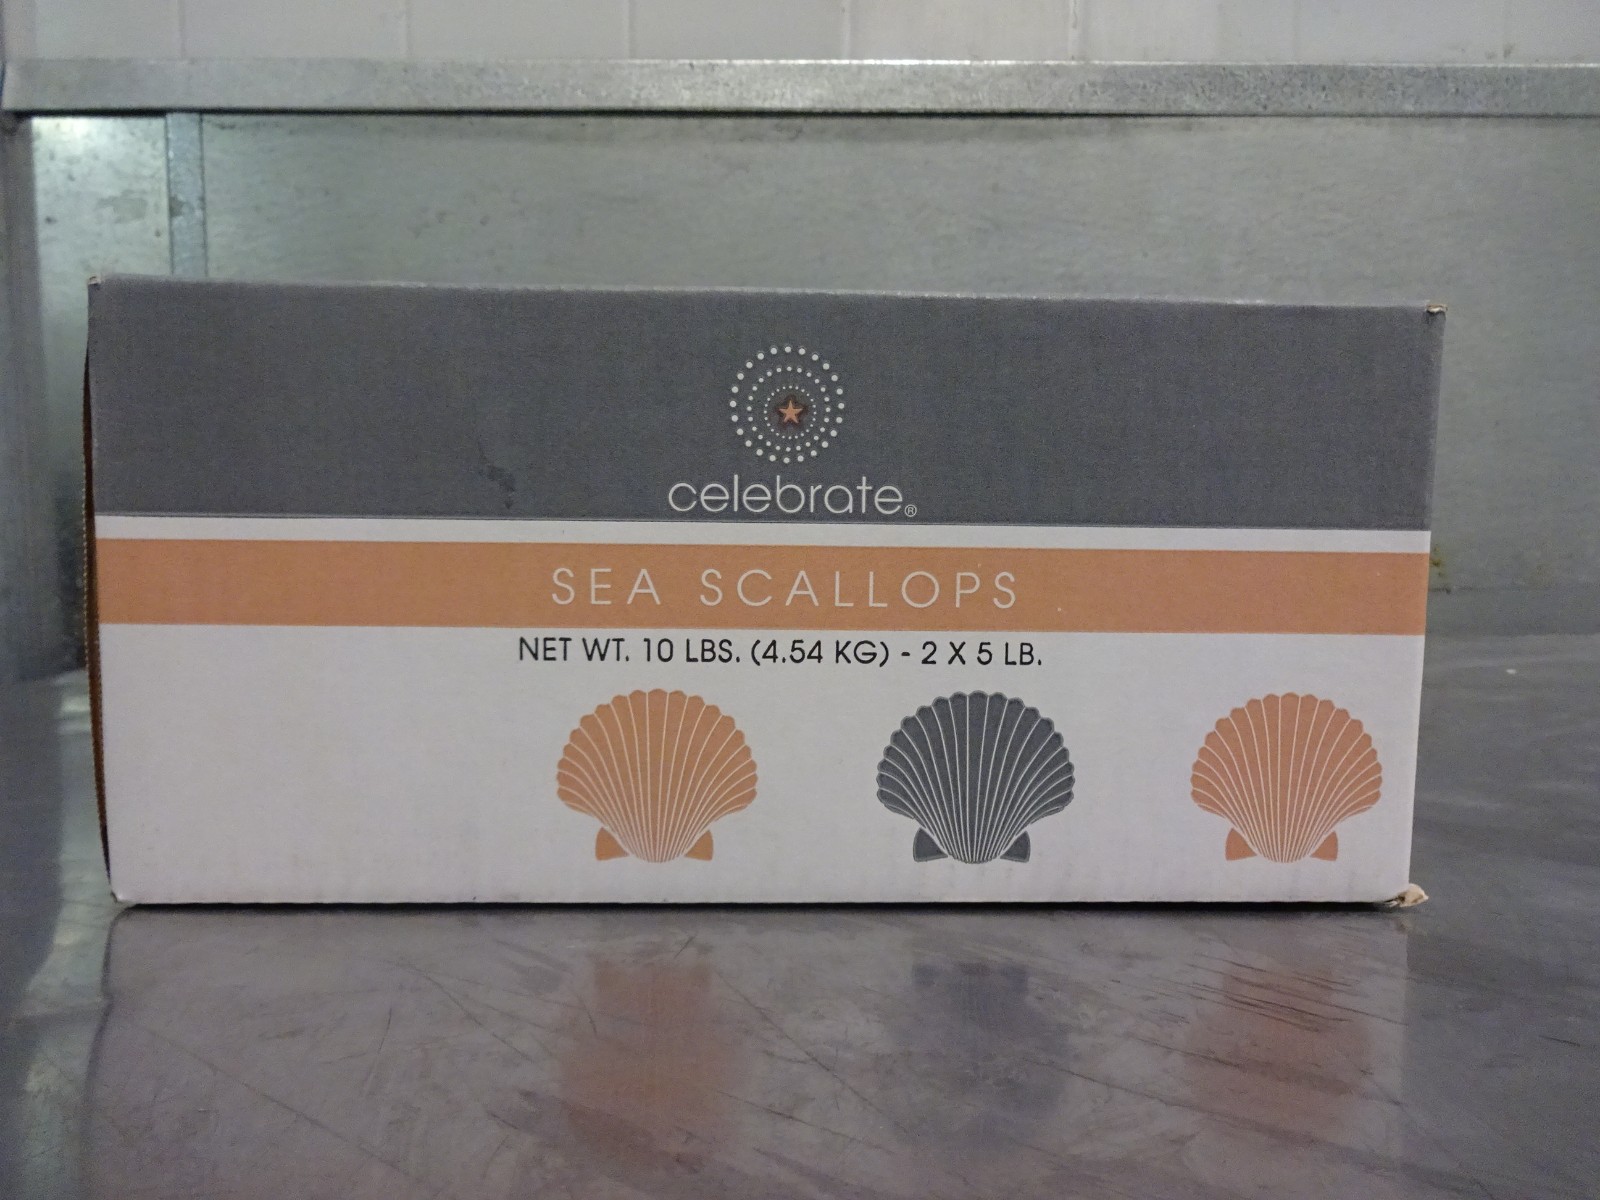 celebrate®
SEA SCALLOPS
NET WT. 10 LBS. (4.54 KG) - 2 X 5 LB.